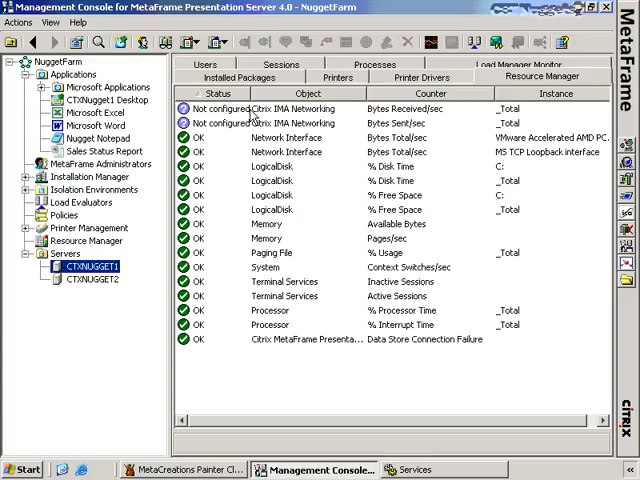 Management Console for MetaFrame Presentation Server 4.0 - NuggetFarm
Actions View Help
NuggetFarm
Applications
Microsoft Applications
CTXNugget1 Desktop
Microsoft Excel
Microsoft Word
Nugget Notepad
Sales Status Report
MetaFrame Administrators
Installation Manager
Isolation Environments
Load Evaluators
Policies
Printer Management
Resource Manager
Servers
CTXNUGGET1
CTXNUGGET2
Users Sessions Processes Load Manager Monitor
Installed Packages Printers Printer Drivers Resource Manager
Status Object Counter Instance
Not configured Citrix IMA Networking Bytes Received/sec _Total
Not configured Citrix IMA Networking Bytes Sent/sec _Total
OK Network Interface Bytes Total/sec VMware Accelerated AMD PC.
OK Network Interface Bytes Total/sec MS TCP Loopback interface
OK LogicalDisk % Disk Time C:
OK LogicalDisk % Disk Time _Total
OK LogicalDisk % Free Space C:
OK LogicalDisk % Free Space _Total
OK Memory Available Bytes
OK Memory Pages/sec
OK Paging File % Usage _Total
OK System Context Switches/sec
OK Terminal Services Inactive Sessions
OK Terminal Services Active Sessions
OK Processor % Processor Time _Total
OK Processor % Interrupt Time _Total
OK Citrix MetaFrame Presenta... Data Store Connection Failure
MetaFrame
CITRIX
Start MetaCreations Painter Cl... Management Console... Services